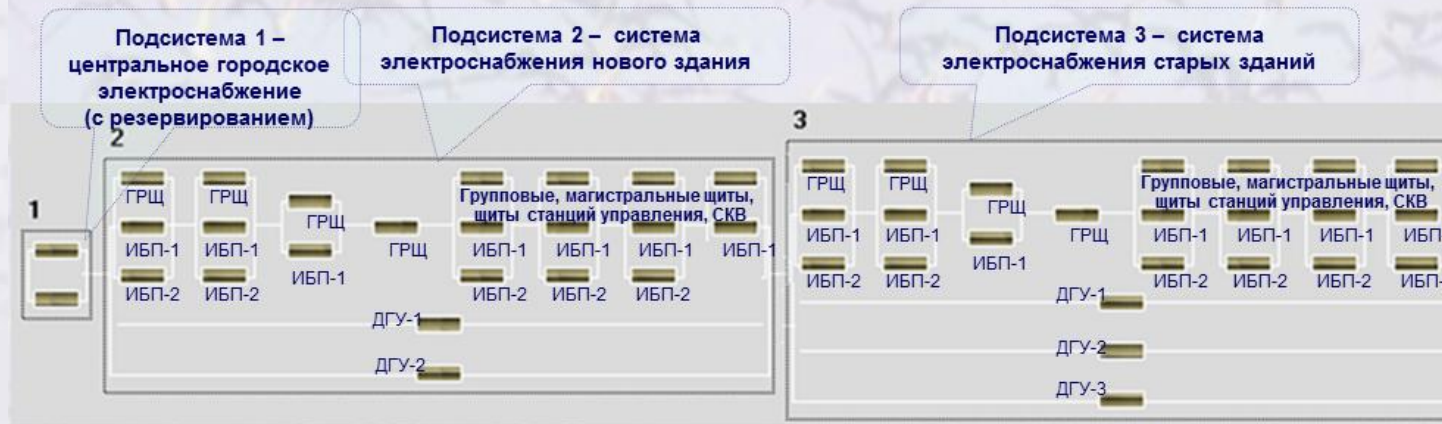 Подсистема 1 –
центральное городское
электроснабжение
(с резервированием)
Подсистема 2 – система
электроснабжения нового здания
Подсистема 3 – система
электроснабжения старых зданий
1
2
ГРЩ
ГРЩ
ГРЩ
ГРЩ
Групповые, магистральные щиты,
щиты станций управления, СКВ
ИБП-1
ИБП-1
ИБП-1
ИБП-1
ИБП-1
ИБП-1
ИБП-1
ИБП-2
ИБП-2
ИБП-2
ИБП-2
ИБП-2
ДГУ-1
ДГУ-2
3
ГРЩ
ГРЩ
ГРЩ
ГРЩ
Групповые, магистральные щиты,
щиты станций управления, СКВ
ИБП-1
ИБП-1
ИБП-1
ИБП-1
ИБП-1
ИБП-1
ИБП
ИБП-2
ИБП-2
ИБП-2
ИБП-2
ИБП-2
ИБП-
ДГУ-1
ДГУ-2
ДГУ-3